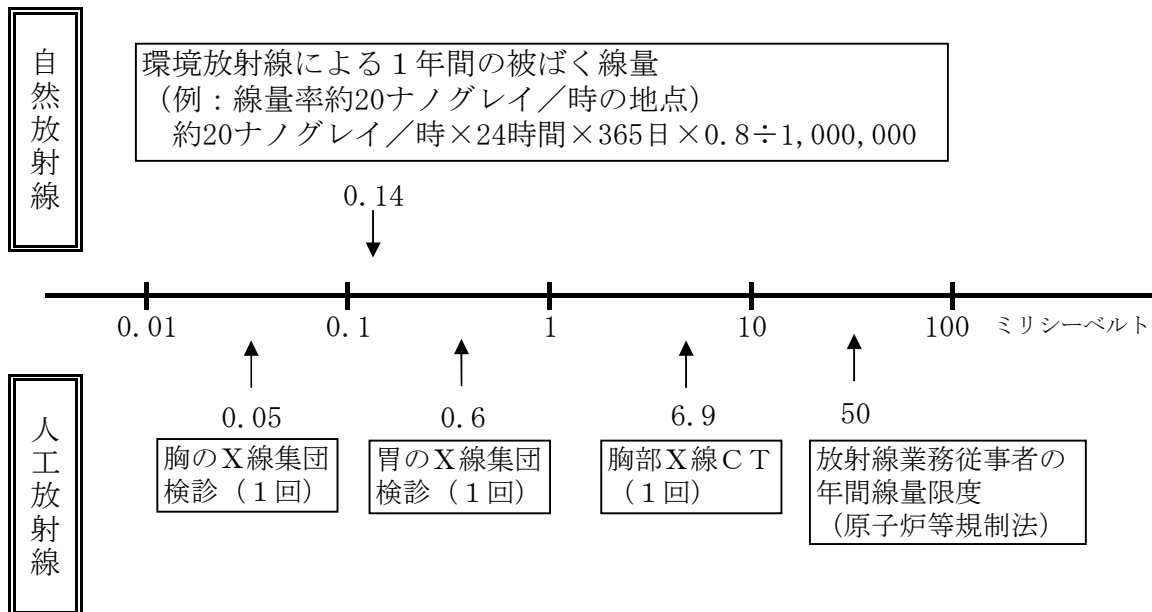 自然放射線
環境放射線による１年間の被ばく線量
（例：線量率約20ナノグレイ／時の地点）
約20ナノグレイ／時×24時間×365日×0.8÷1,000,000
0.14
0.01
0.1
1
10
100
ミリシーベルト
人工放射線
0.05
0.6
6.9
50
胸のＸ線集団
検診（１回）
胃のＸ線集団
検診（１回）
胸部Ｘ線ＣＴ
（１回）
放射線業務従事者の
年間線量限度
（原子炉等規制法）